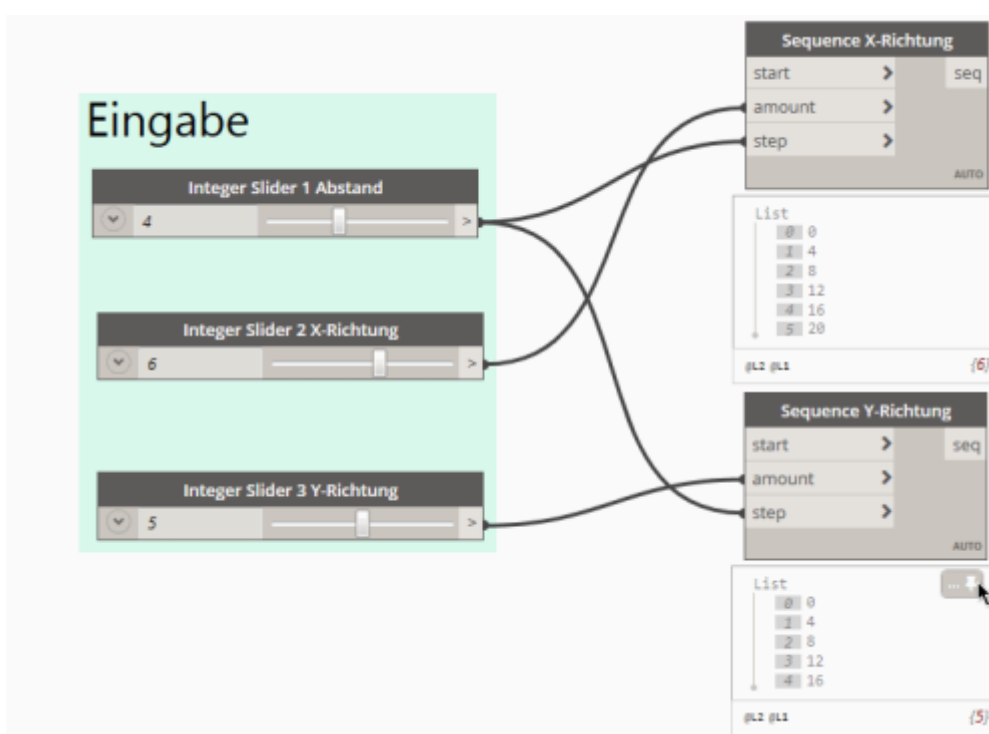 Eingabe
Integer Slider 1 Abstand
4
>
Integer Slider 2 X-Richtung
6
>
Integer Slider 3 Y-Richtung
5
>
Sequence X-Richtung
start > seq
amount >
step >
AUTO
List
0 0
1 4
2 8
3 12
4 16
5 20
@L2 @L1 {6}
Sequence Y-Richtung
start > seq
amount >
step >
AUTO
List
...
0 0
1 4
2 8
3 12
4 16
@L2 @L1 {5}